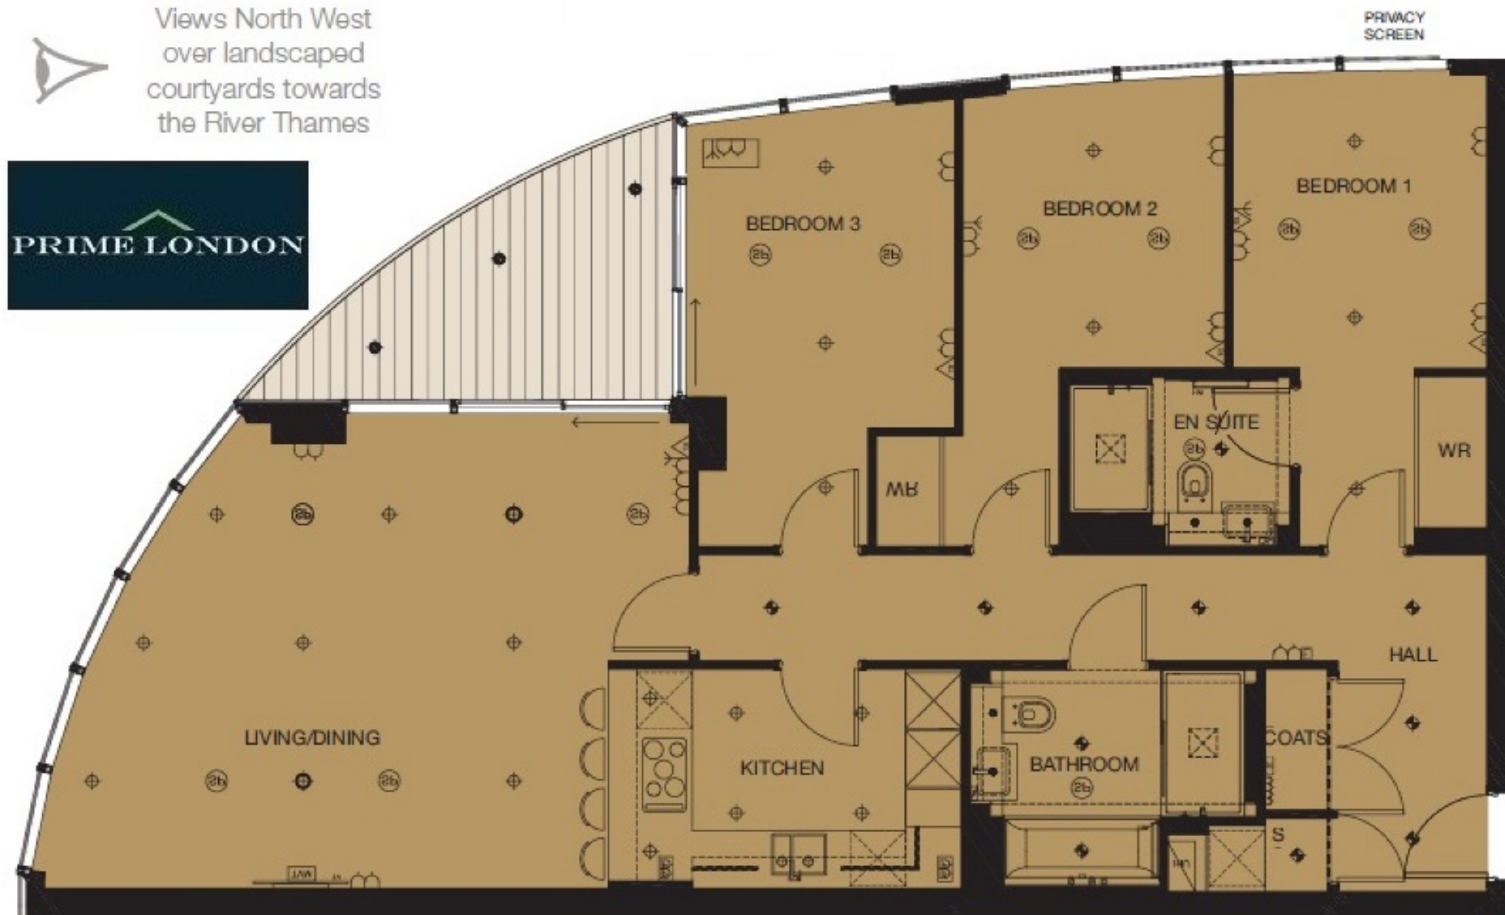 Views North West
over landscaped
courtyards towards
the River Thames
PRIVACY
SCREEN
PRIME LONDON
BEDROOM 3
BEDROOM 2
BEDROOM 1
EN SUITE
WR
WR
HALL
LIVING/DINING
KITCHEN
BATHROOM
COATS
S